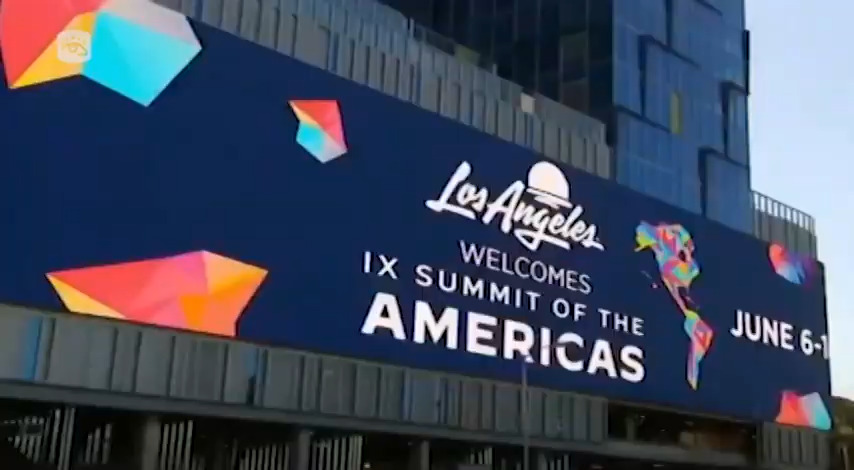 Los Angeles
WELCOMES
IX SUMMIT OF THE
AMERICAS
JUNE 6-1